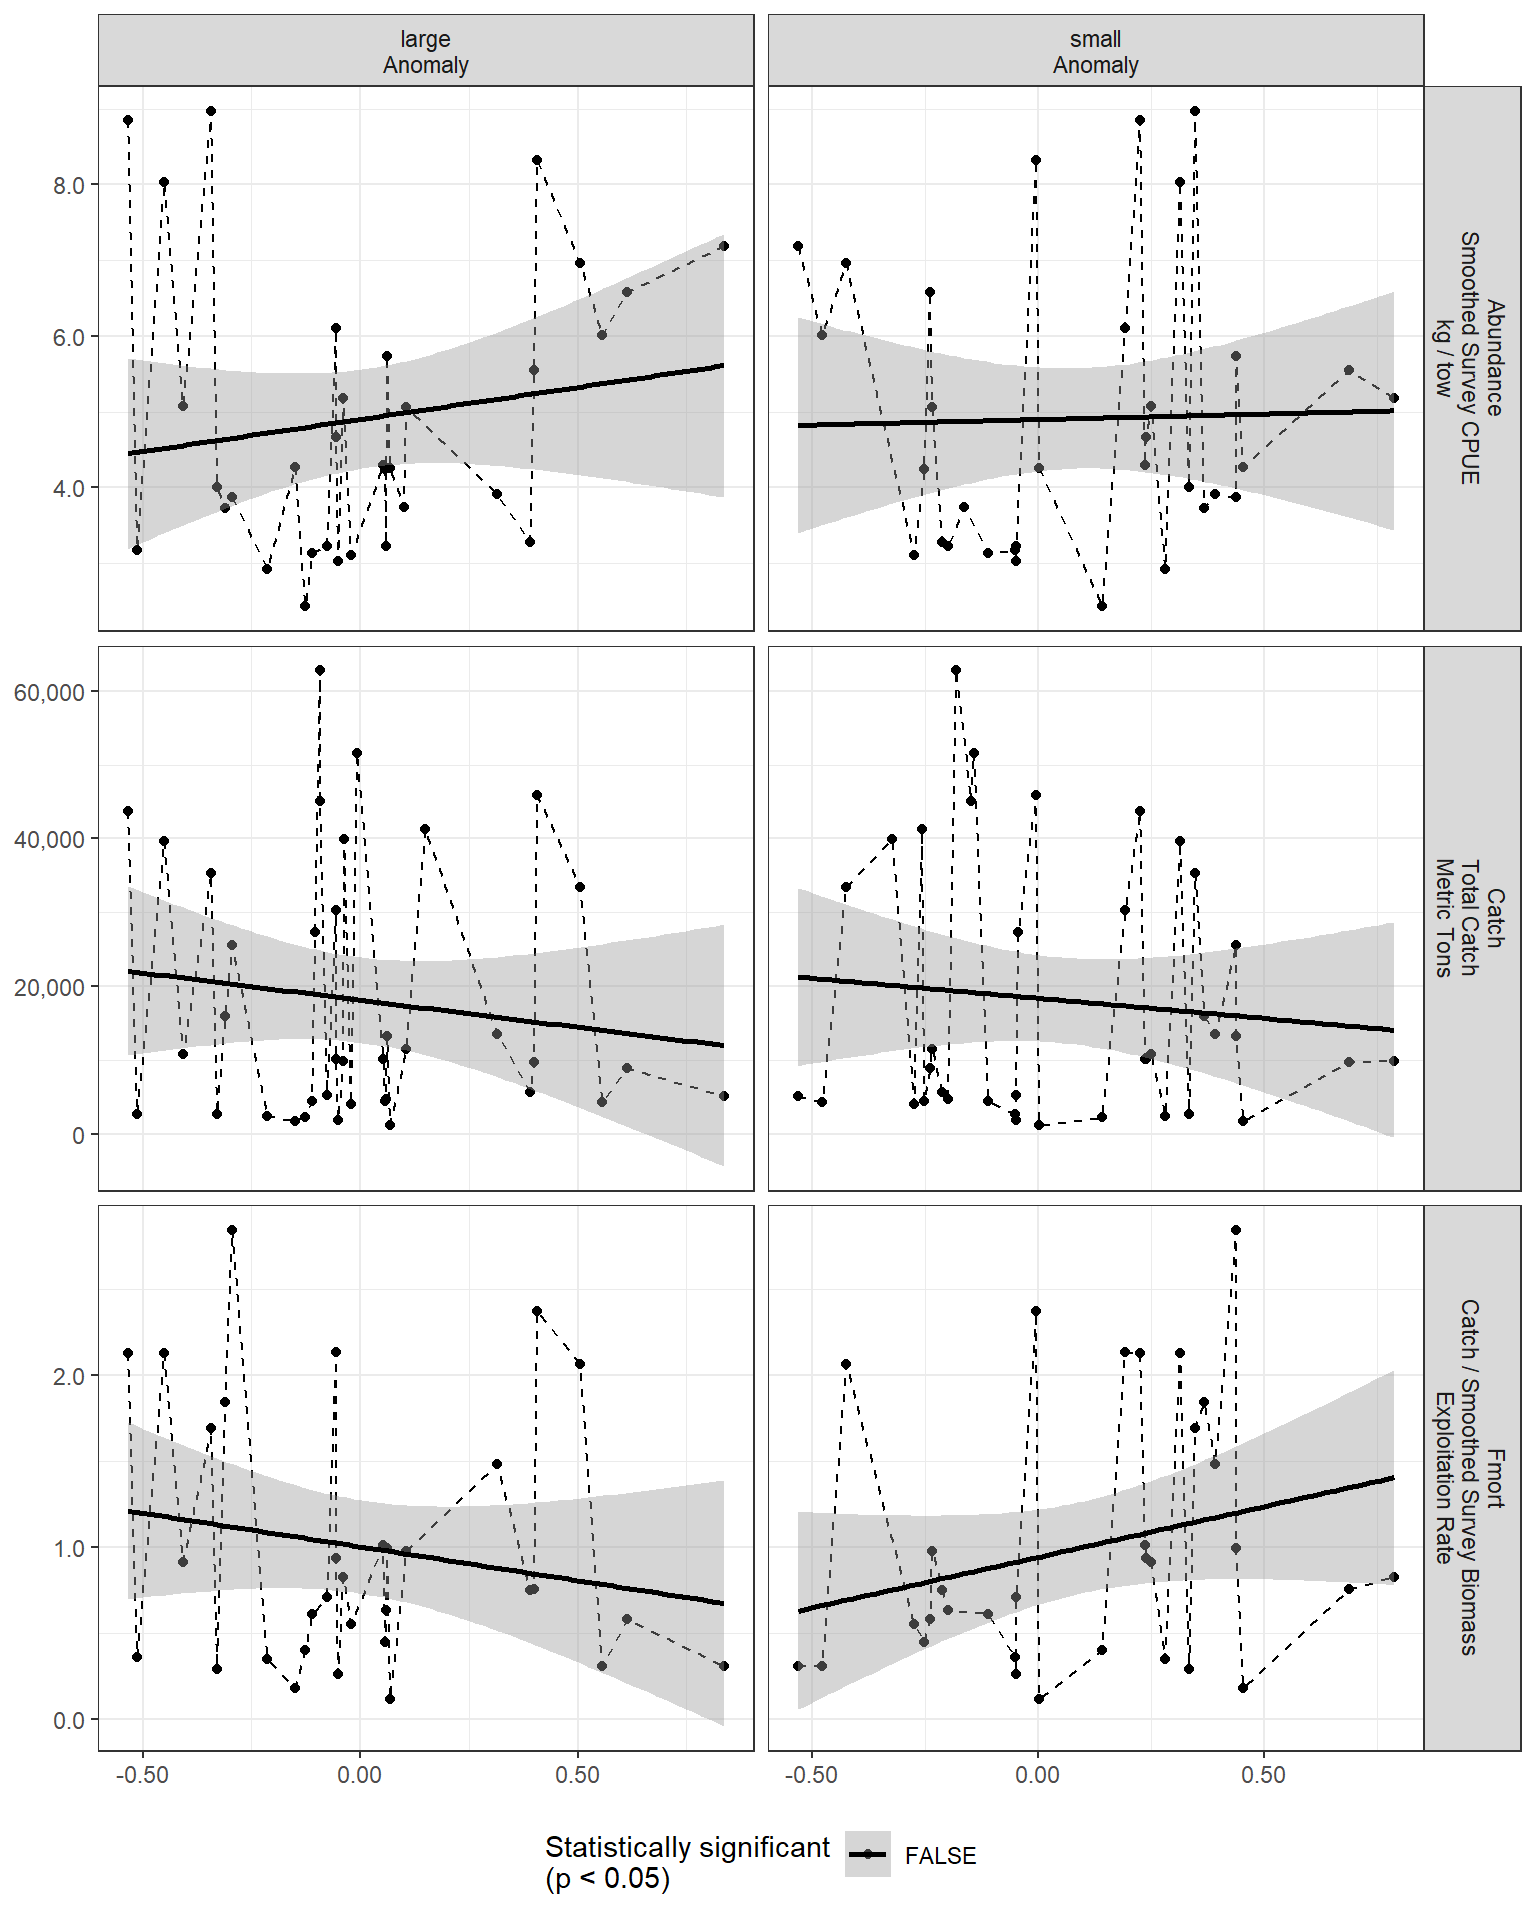 large
Anomaly
small
Anomaly
8.0
6.0
4.0
Abundance
Smoothed Survey CPUE
kg / tow
60,000
40,000
20,000
0
Catch
Total Catch
Metric Tons
2.0
1.0
0.0
Fmort
Catch / Smoothed Survey Biomass
Exploitation Rate
-0.50
0.00
0.50
-0.50
0.00
0.50
Statistically significant
(p < 0.05)
FALSE